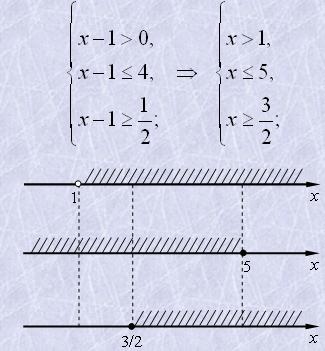 x−1>0, x>1,
x−1≤4, ⇒ x≤5,
x−1≥1/2; x≥3/2;
1 x
5 x
3/2 x